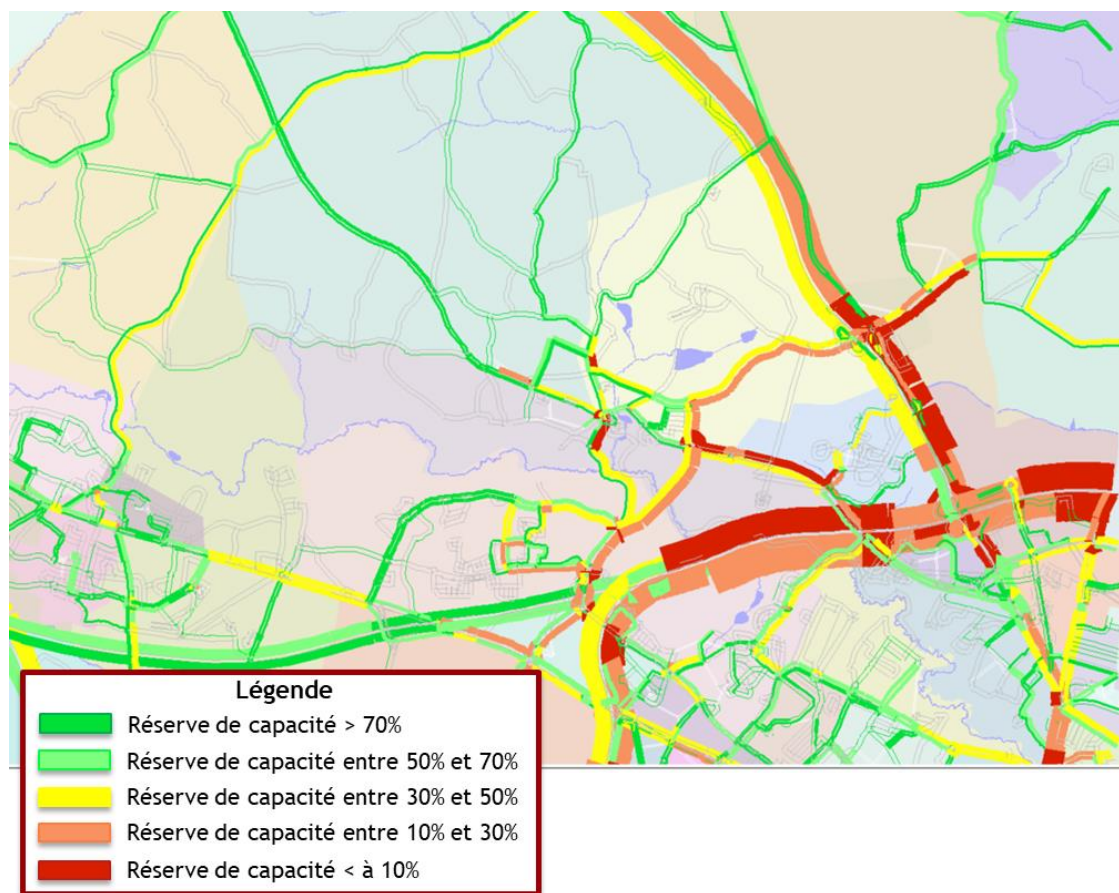 Légende
Réserve de capacité > 70%
Réserve de capacité entre 50% et 70%
Réserve de capacité entre 30% et 50%
Réserve de capacité entre 10% et 30%
Réserve de capacité < à 10%